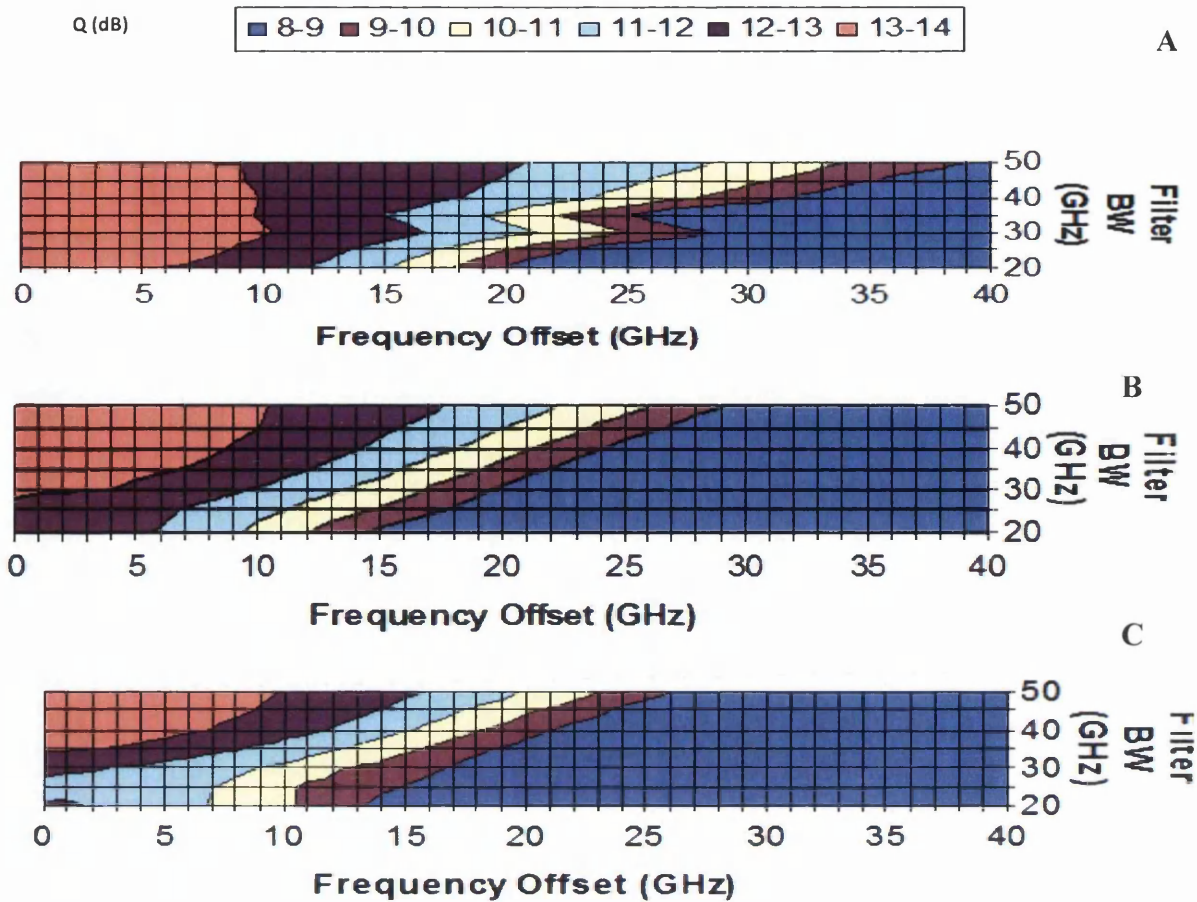 Q (dB)
8-9 9-10 10-11 11-12 12-13 13-14
A
50
40
30
20
Filter
BW
(GHz)
0 5 10 15 20 25 30 35 40
Frequency Offset (GHz)
B
50
40
30
20
Filter
BW
(GHz)
0 5 10 15 20 25 30 35 40
Frequency Offset (GHz)
C
50
40
30
20
Filter
BW
(GHz)
0 5 10 15 20 25 30 35 40
Frequency Offset (GHz)